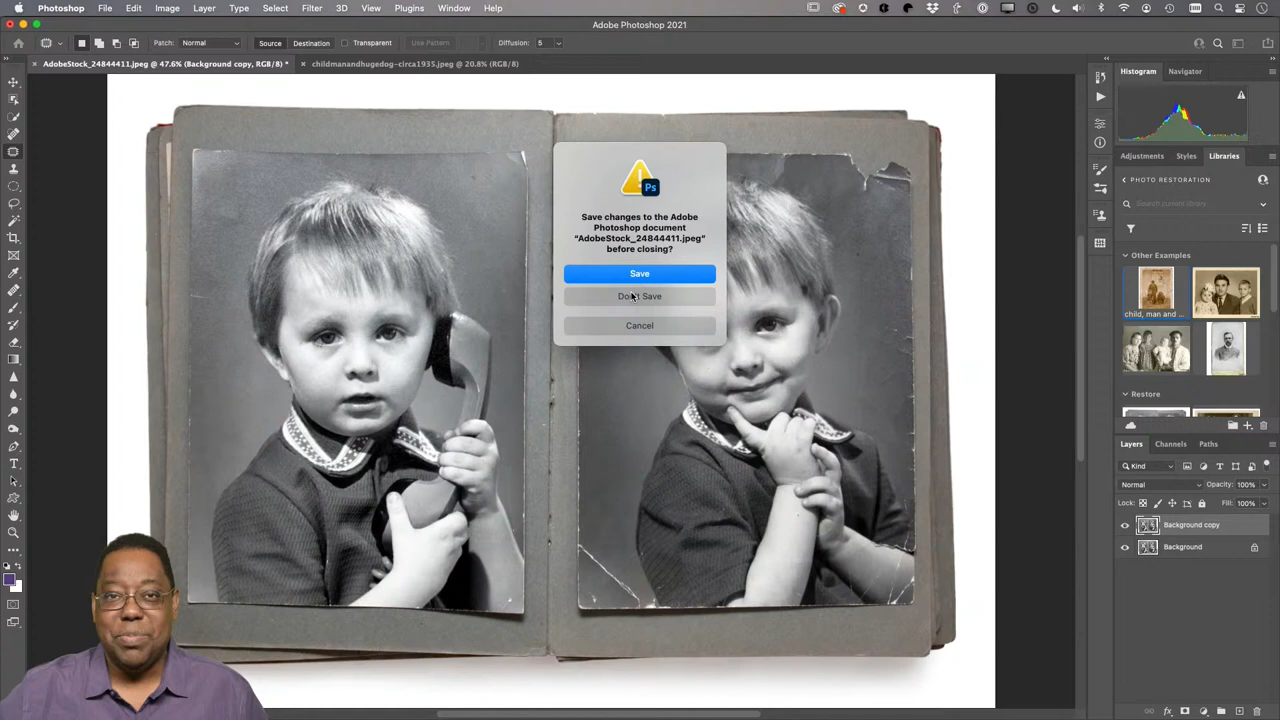 Photoshop File Edit Image Layer Type Select Filter 3D View Plugins Window Help
Adobe Photoshop 2021
Patch: Normal Source Destination Transparent Use Pattern Diffusion: 5
AdobeStock_24844411.jpeg @ 47.6% (Background copy, RGB/8) *
childmanandhugedog-circa1935.jpeg @ 20.8% (RGB/8)
Histogram Navigator
Adjustments Styles Libraries
PHOTO RESTORATION
Search current library
Other Examples
child, man and ...
Restore
Layers Channels Paths
Kind
Normal Opacity: 100%
Lock: Fill: 100%
Background copy
Background
Ps
Save changes to the Adobe
Photoshop document
“AdobeStock_24844411.jpeg”
before closing?
Save
Don't Save
Cancel